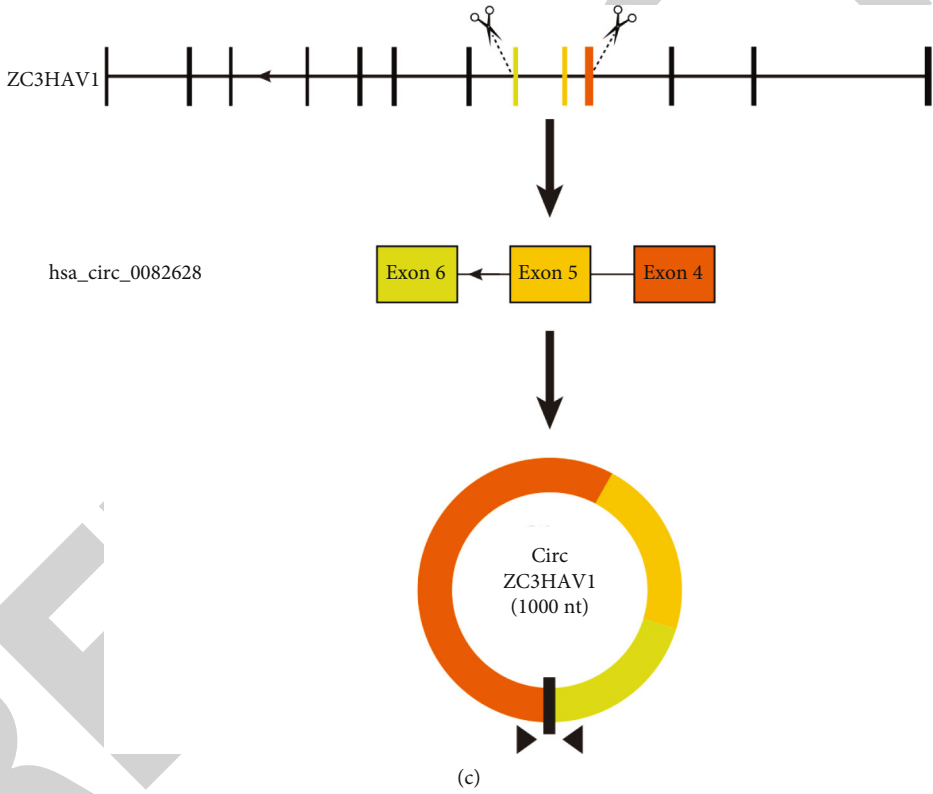 ZC3HAV1
hsa_circ_0082628
Exon 6 Exon 5 Exon 4
Circ
ZC3HAV1
(1000 nt)
(c)